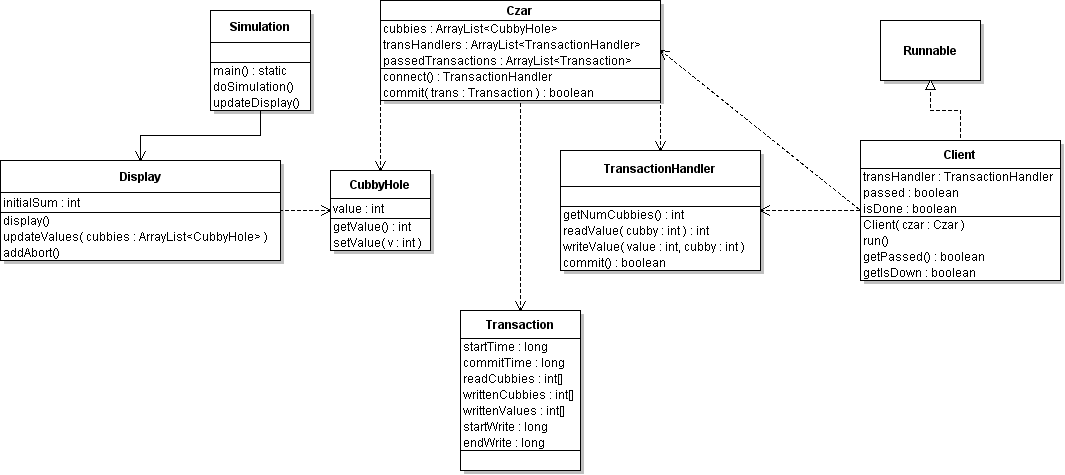 Simulation
main() : static
doSimulation()
updateDisplay()
Czar
cubbies : ArrayList<CubbyHole>
transHandlers : ArrayList<TransactionHandler>
passedTransactions : ArrayList<Transaction>
connect() : TransactionHandler
commit( trans : Transaction ) : boolean
Runnable
Display
initialSum : int
display()
updateValues( cubbies : ArrayList<CubbyHole> )
addAbort()
CubbyHole
value : int
getValue() : int
setValue( v : int )
TransactionHandler
getNumCubbies() : int
readValue( cubby : int ) : int
writeValue( value : int, cubby : int )
commit() : boolean
Client
transHandler : TransactionHandler
passed : boolean
isDone : boolean
Client( czar : Czar )
run()
getPassed() : boolean
getIsDown : boolean
Transaction
startTime : long
commitTime : long
readCubbies : int[]
writtenCubbies : int[]
writtenValues : int[]
startWrite : long
endWrite : long